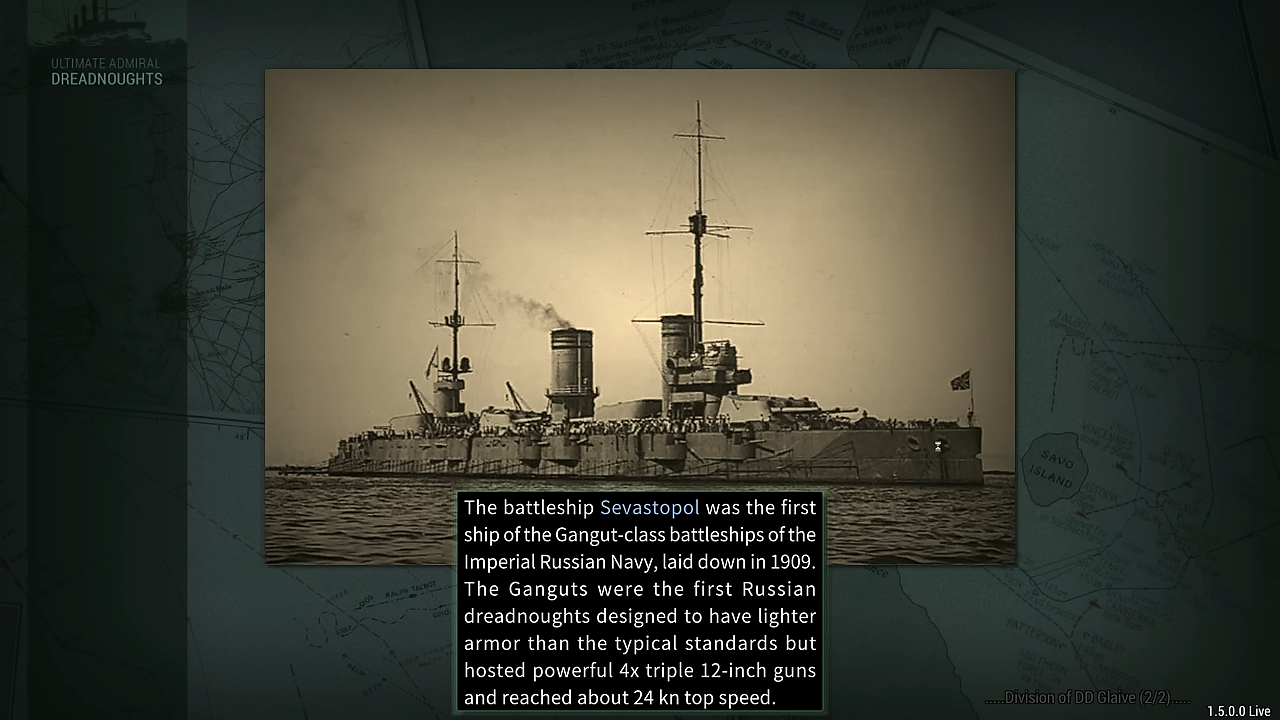 ULTIMATE ADMIRAL
DREADNOUGHTS
SAVO
ISLAND
The battleship Sevastopol was the first
ship of the Gangut-class battleships of the
Imperial Russian Navy, laid down in 1909.
The Ganguts were the first Russian
dreadnoughts designed to have lighter
armor than the typical standards but
hosted powerful 4x triple 12-inch guns
and reached about 24 kn top speed.
.....Division of DD Glaive (2/2).....
1.5.0.0 Live